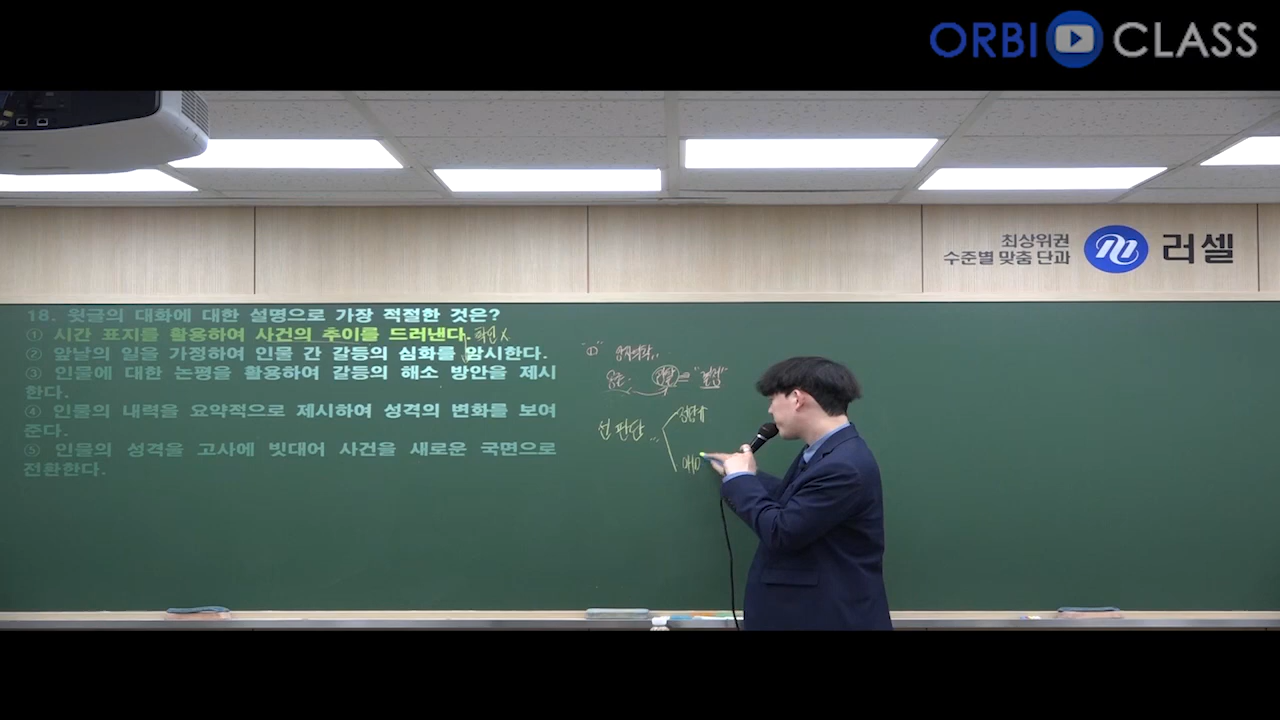 ORBI CLASS
최상위권
수준별 맞춤 단과
러셀
18. 윗글의 대화에 대한 설명으로 가장 적절한 것은?
① 시간 표지를 활용하여 사건의 추이를 드러낸다. 확인 X
② 앞날의 일을 가정하여 인물 간 갈등의 심화를 암시한다.
③ 인물에 대한 논평을 활용하여 갈등의 해소 방안을 제시
한다.
④ 인물의 내력을 요약적으로 제시하여 성격의 변화를 보여
준다.
⑤ 인물의 성격을 고사에 빗대어 사건을 새로운 국면으로
전환한다.
"①"
선 판단